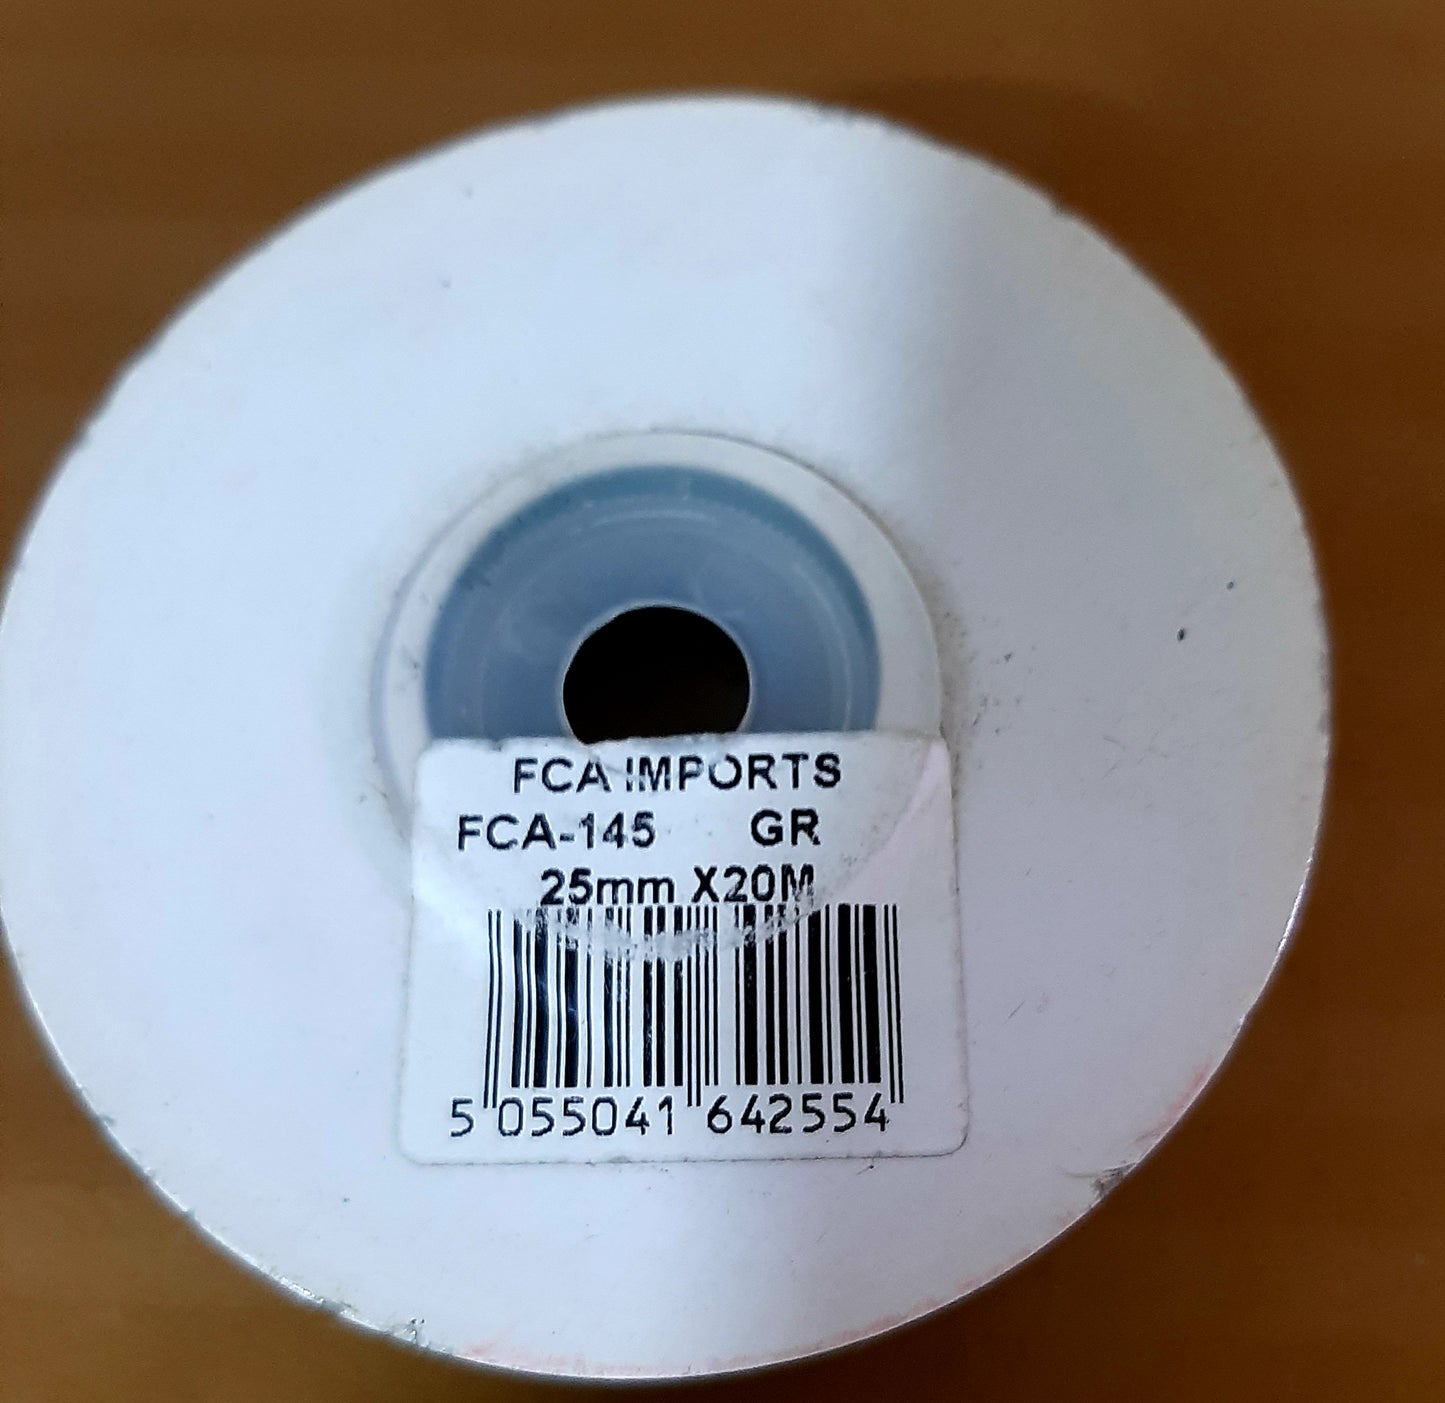 FCA IMPORTS
FCA-145 GR
25mm X20M
5 055041 642554